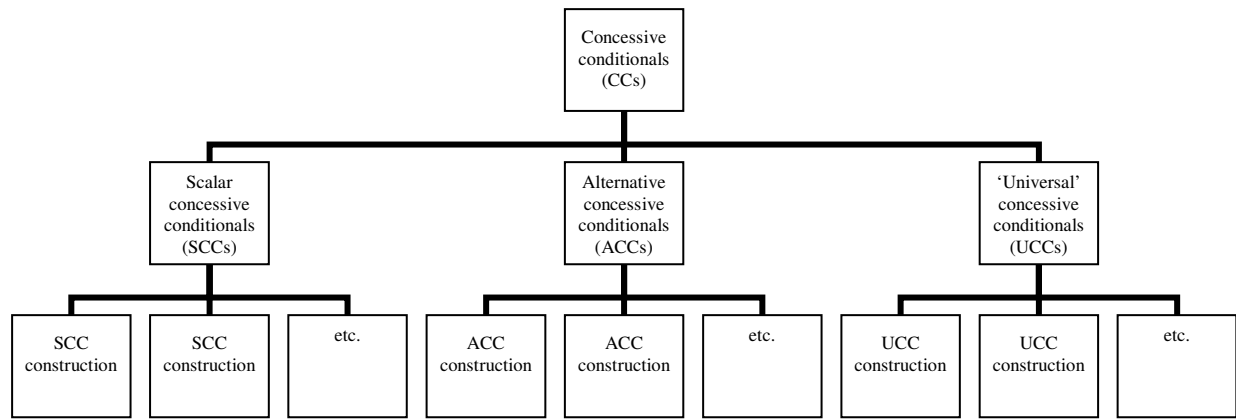 Concessive
conditionals
(CCs)
Scalar
concessive
conditionals
(SCCs)
Alternative
concessive
conditionals
(ACCs)
‘Universal’
concessive
conditionals
(UCCs)
SCC
construction
SCC
construction
etc.
ACC
construction
ACC
construction
etc.
UCC
construction
UCC
construction
etc.